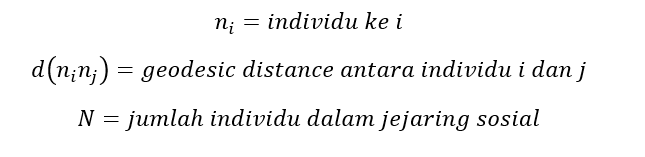 nᵢ = individu ke i
d(nᵢnⱼ) = geodesic distance antara individu i dan j
N = jumlah individu dalam jejaring sosial